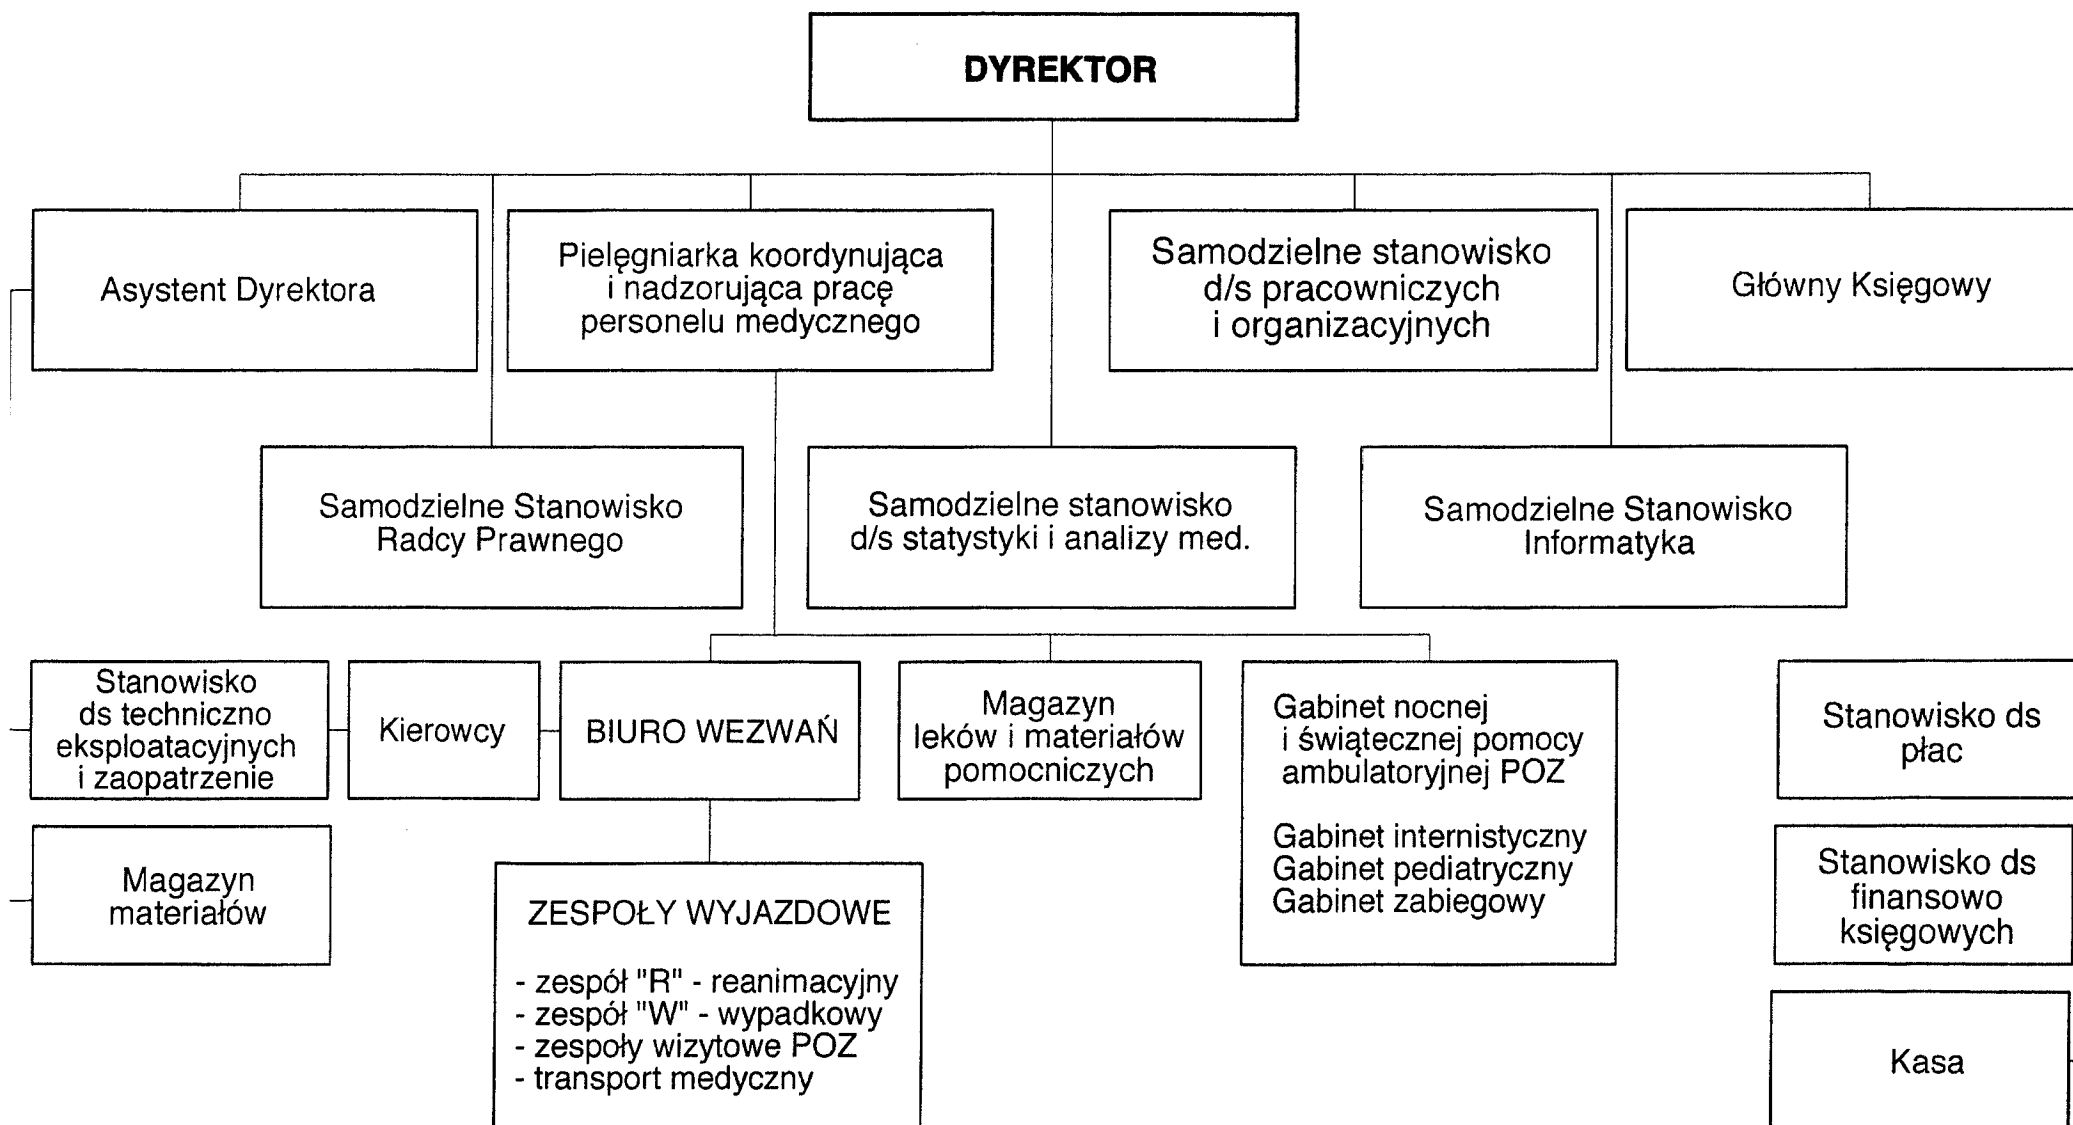 DYREKTOR
Asystent Dyrektora
Pielęgniarka koordynująca
i nadzorująca pracę
personelu medycznego
Samodzielne stanowisko
d/s pracowniczych
i organizacyjnych
Główny Księgowy
Samodzielne Stanowisko
Radcy Prawnego
Samodzielne stanowisko
d/s statystyki i analizy med.
Samodzielne Stanowisko
Informatyka
Stanowisko
ds techniczno
eksploatacyjnych
i zaopatrzenie
Kierowcy
BIURO WEZWAŃ
Magazyn
leków i materiałów
pomocniczych
Gabinet nocnej
i świątecznej pomocy
ambulatoryjnej POZ
Gabinet internistyczny
Gabinet pediatryczny
Gabinet zabiegowy
Stanowisko ds
płac
Magazyn
materiałów
ZESPOŁY WYJAZDOWE
- zespół "R" - reanimacyjny
- zespół "W" - wypadkowy
- zespoły wizytowe POZ
- transport medyczny
Stanowisko ds
finansowo
księgowych
Kasa